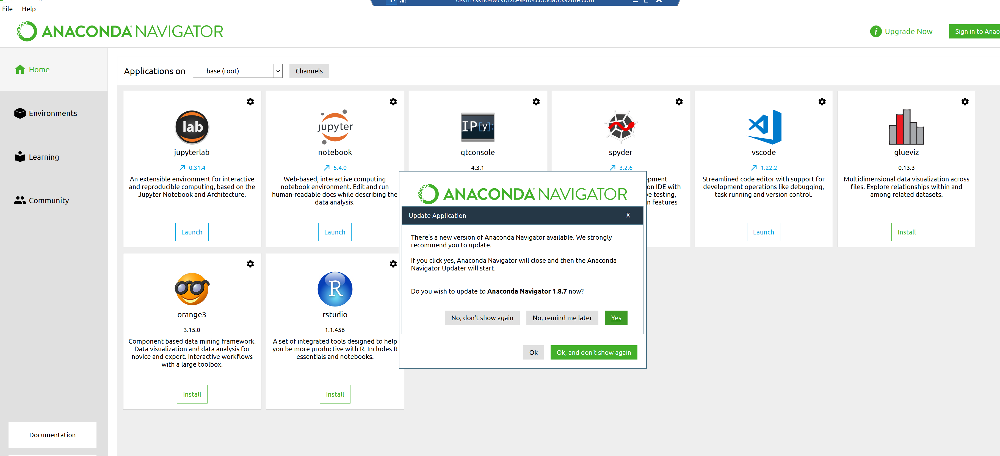 File Help
ANACONDA NAVIGATOR
Upgrade Now
Sign in to
Home
Environments
Learning
Community
Documentation
Applications on base (root) Channels
lab
jupyterlab
0.31.4
An extensible environment for interactive
and reproducible computing, based on the
Jupyter Notebook and Architecture.
Launch
jupyter
notebook
5.4.0
Web-based, interactive computing
notebook environment. Edit and run
human-readable docs while describing the
data analysis.
Launch
IP[y]:
qtconsole
4.3.1
spyder
3.2.6
on IDE with
testing,
features
vscode
1.22.2
Streamlined code editor with support for
development operations like debugging,
task running and version control.
Launch
glueviz
0.13.3
Multidimensional data visualization across
files. Explore relationships within and
among related datasets.
Install
orange3
3.15.0
Component based data mining framework.
Data visualization and data analysis for
novice and expert. Interactive workflows
with a large toolbox.
Install
R
rstudio
1.1.456
A set of integrated tools designed to help
you be more productive with R. Includes R
essentials and notebooks.
Install
ANACONDA NAVIGATOR
Update Application X
There's a new version of Anaconda Navigator available. We strongly
recommend you to update.
If you click yes, Anaconda Navigator will close and then the Anaconda
Navigator Updater will start.
Do you wish to update to Anaconda Navigator 1.8.7 now?
No, don't show again No, remind me later Yes
Ok Ok, and don't show again